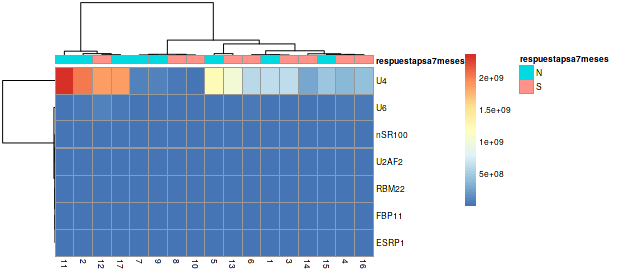 respuestapsa7meses
respuestapsa7meses
N
S
U4
U6
nSR100
U2AF2
RBM22
FBP11
ESRP1
2e+09
1.5e+09
1e+09
5e+08
11 2 12 17 7 9 8 10 5 13 6 1 3 14 15 4 16